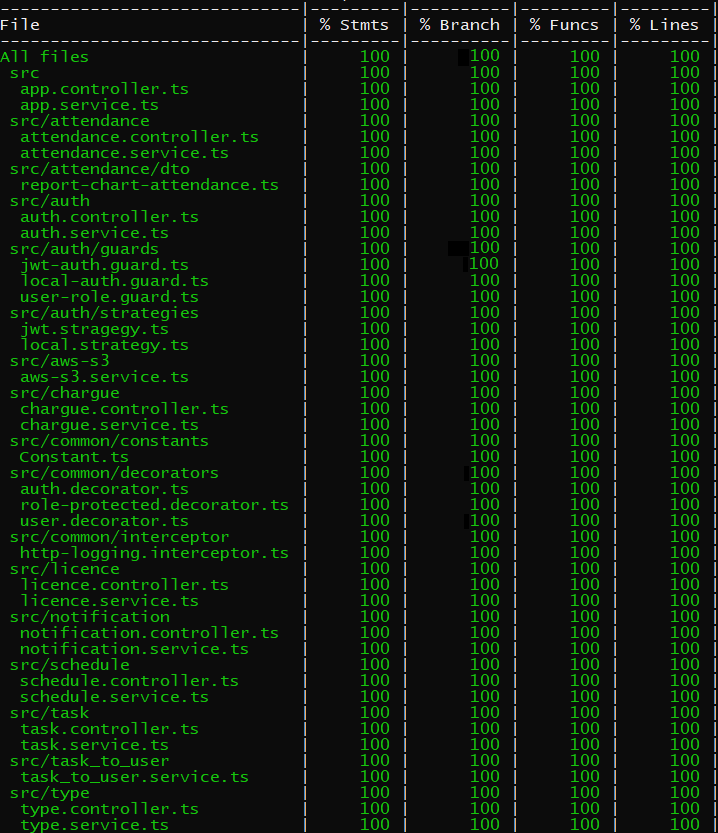 -----------------------------|---------|----------|---------|---------|
File | % Stmts | % Branch | % Funcs | % Lines |
-----------------------------|---------|----------|---------|---------|
All files | 100 | 100 | 100 | 100 |
src | 100 | 100 | 100 | 100 |
app.controller.ts | 100 | 100 | 100 | 100 |
app.service.ts | 100 | 100 | 100 | 100 |
src/attendance | 100 | 100 | 100 | 100 |
attendance.controller.ts | 100 | 100 | 100 | 100 |
attendance.service.ts | 100 | 100 | 100 | 100 |
src/attendance/dto | 100 | 100 | 100 | 100 |
report-chart-attendance.ts | 100 | 100 | 100 | 100 |
src/auth | 100 | 100 | 100 | 100 |
auth.controller.ts | 100 | 100 | 100 | 100 |
auth.service.ts | 100 | 100 | 100 | 100 |
src/auth/guards | 100 | 100 | 100 | 100 |
jwt-auth.guard.ts | 100 | 100 | 100 | 100 |
local-auth.guard.ts | 100 | 100 | 100 | 100 |
user-role.guard.ts | 100 | 100 | 100 | 100 |
src/auth/strategies | 100 | 100 | 100 | 100 |
jwt.stragegy.ts | 100 | 100 | 100 | 100 |
local.strategy.ts | 100 | 100 | 100 | 100 |
src/aws-s3 | 100 | 100 | 100 | 100 |
aws-s3.service.ts | 100 | 100 | 100 | 100 |
src/chargue | 100 | 100 | 100 | 100 |
chargue.controller.ts | 100 | 100 | 100 | 100 |
chargue.service.ts | 100 | 100 | 100 | 100 |
src/common/constants | 100 | 100 | 100 | 100 |
Constant.ts | 100 | 100 | 100 | 100 |
src/common/decorators | 100 | 100 | 100 | 100 |
auth.decorator.ts | 100 | 100 | 100 | 100 |
role-protected.decorator.ts | 100 | 100 | 100 | 100 |
user.decorator.ts | 100 | 100 | 100 | 100 |
src/common/interceptor | 100 | 100 | 100 | 100 |
http-logging.interceptor.ts | 100 | 100 | 100 | 100 |
src/licence | 100 | 100 | 100 | 100 |
licence.controller.ts | 100 | 100 | 100 | 100 |
licence.service.ts | 100 | 100 | 100 | 100 |
src/notification | 100 | 100 | 100 | 100 |
notification.controller.ts | 100 | 100 | 100 | 100 |
notification.service.ts | 100 | 100 | 100 | 100 |
src/schedule | 100 | 100 | 100 | 100 |
schedule.controller.ts | 100 | 100 | 100 | 100 |
schedule.service.ts | 100 | 100 | 100 | 100 |
src/task | 100 | 100 | 100 | 100 |
task.controller.ts | 100 | 100 | 100 | 100 |
task.service.ts | 100 | 100 | 100 | 100 |
src/task_to_user | 100 | 100 | 100 | 100 |
task_to_user.service.ts | 100 | 100 | 100 | 100 |
src/type | 100 | 100 | 100 | 100 |
type.controller.ts | 100 | 100 | 100 | 100 |
type.service.ts | 100 | 100 | 100 | 100 |